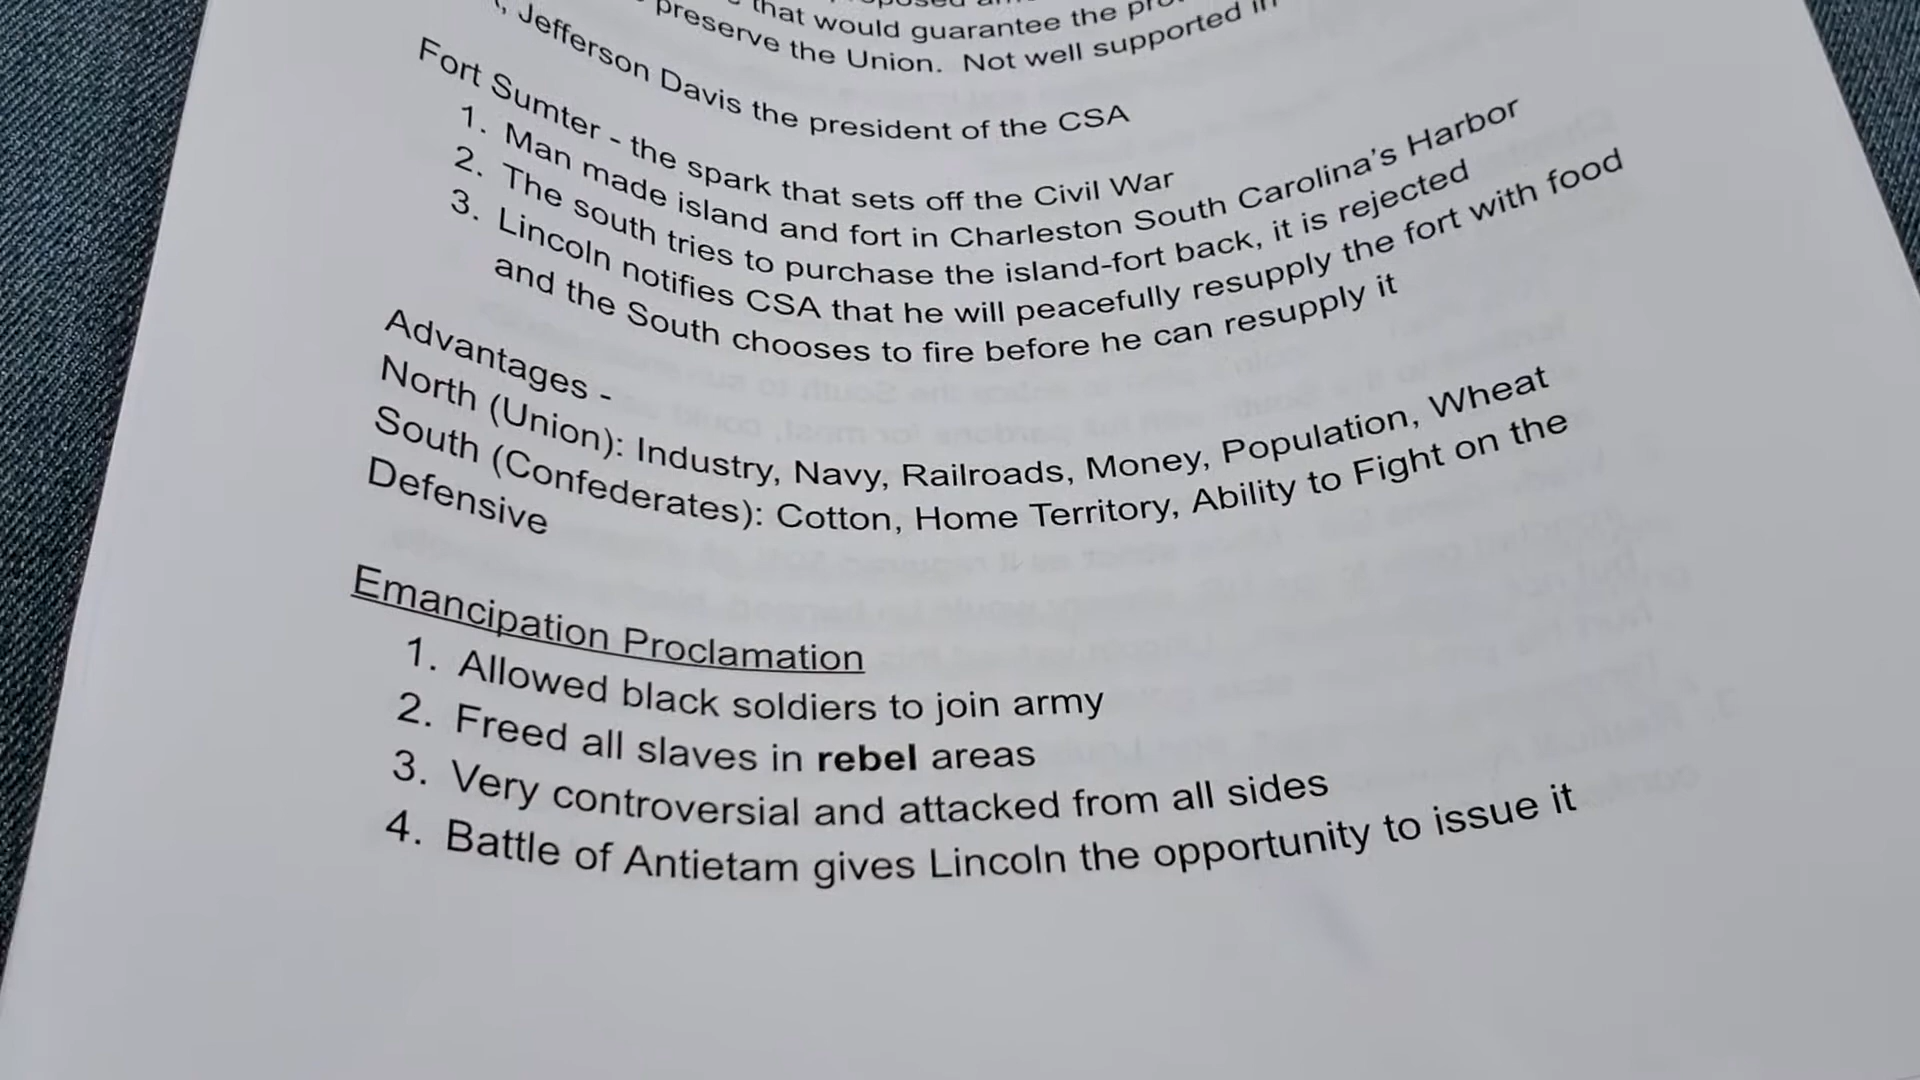 that would guarantee the
preserve the Union. Not well supported in
Jefferson Davis the president of the CSA
Fort Sumter - the spark that sets off the Civil War
1. Man made island and fort in Charleston South Carolina's Harbor
2. The south tries to purchase the island-fort back, it is rejected
3. Lincoln notifies CSA that he will peacefully resupply the fort with food
and the South chooses to fire before he can resupply it
Advantages -
North (Union): Industry, Navy, Railroads, Money, Population, Wheat
South (Confederates): Cotton, Home Territory, Ability to Fight on the
Defensive
Emancipation Proclamation
1. Allowed black soldiers to join army
2. Freed all slaves in rebel areas
3. Very controversial and attacked from all sides
4. Battle of Antietam gives Lincoln the opportunity to issue it